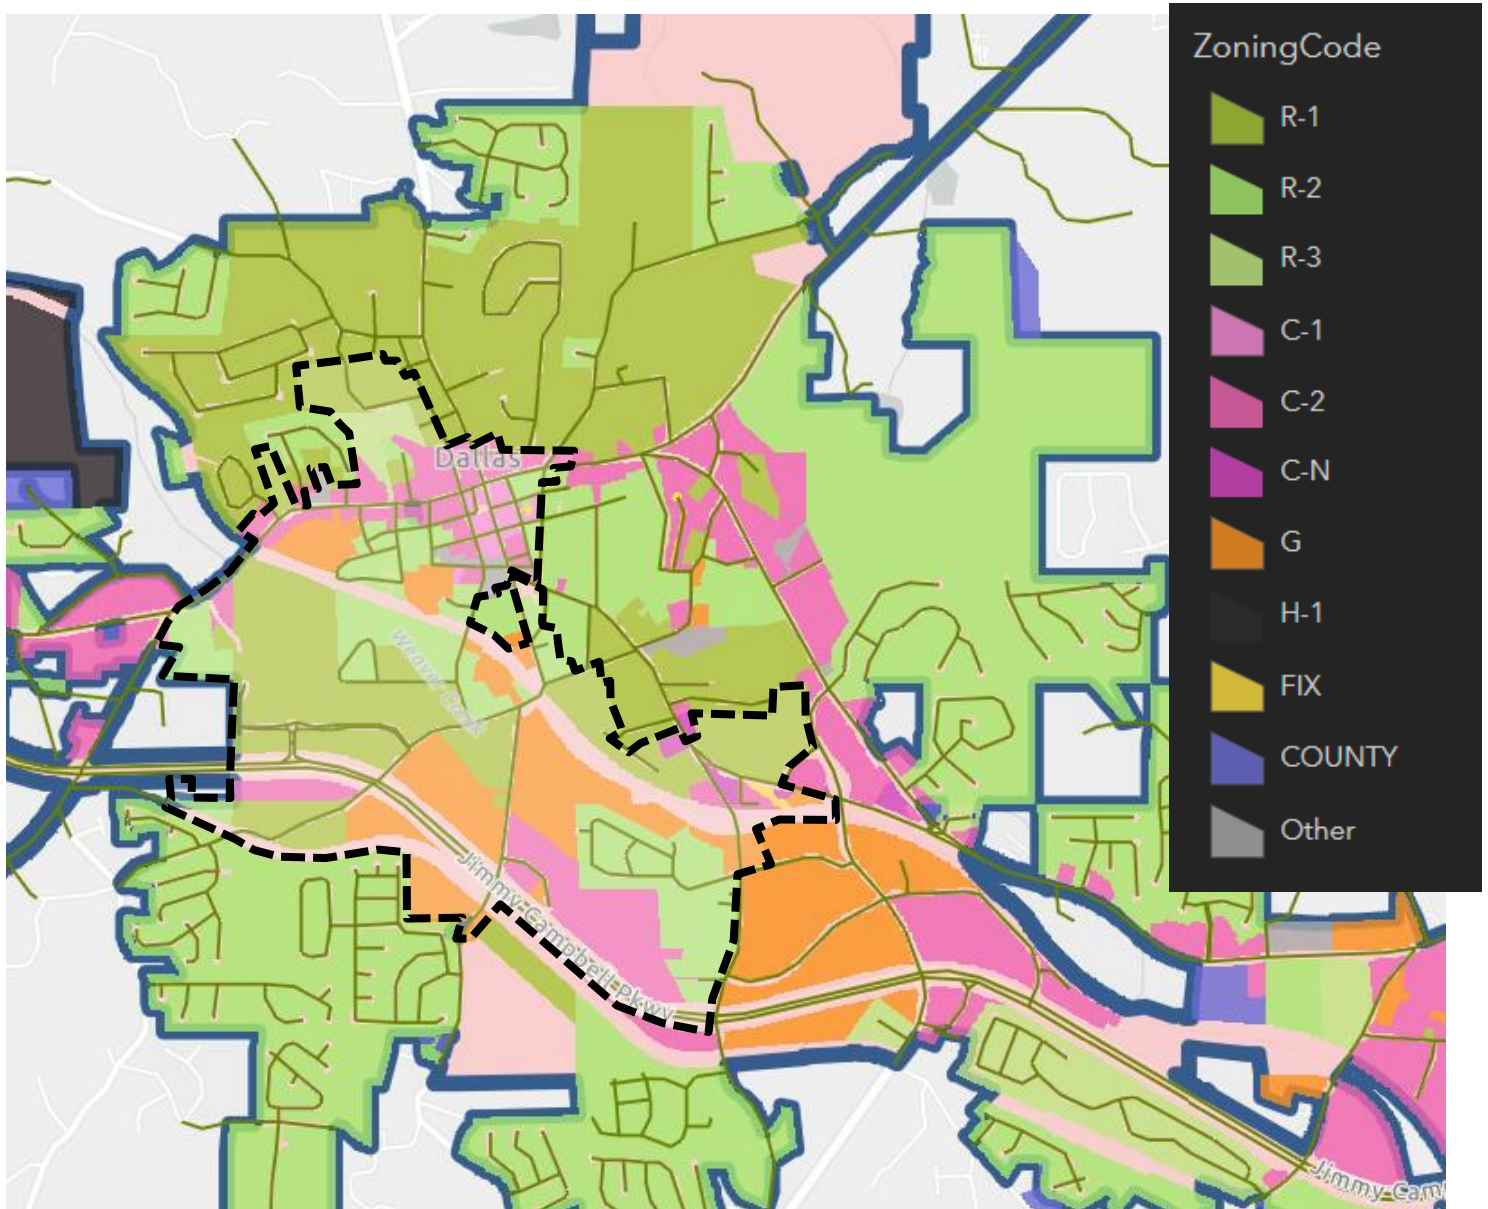 ZoningCode
R-1
R-2
R-3
C-1
C-2
C-N
G
H-1
FIX
COUNTY
Other
Dallas
Weaver Creek
Jimmy Campbell Pkwy
Jimmy Cam